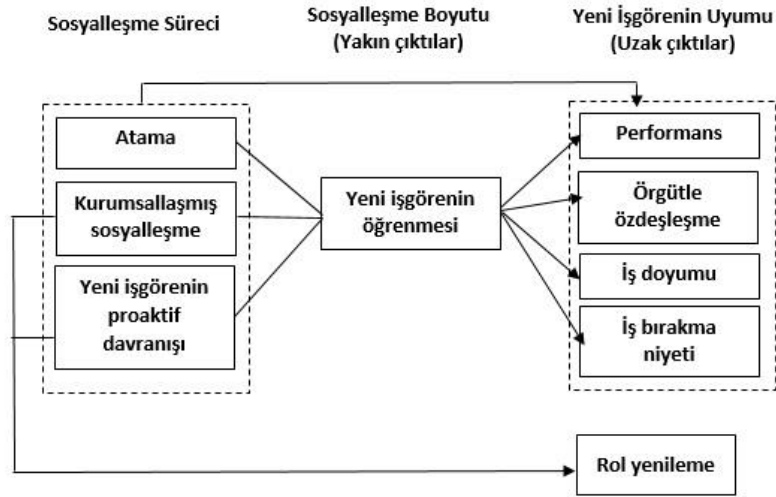 Sosyalleşme Süreci
Sosyalleşme Boyutu
(Yakın çıktılar)
Yeni İşgörenin Uyumu
(Uzak çıktılar)
Atama
Kurumsallaşmış
sosyalleşme
Yeni işgörenin
proaktif
davranışı
Yeni işgörenin
öğrenmesi
Performans
Örgütle
özdeşleşme
İş doyumu
İş bırakma
niyeti
Rol yenileme